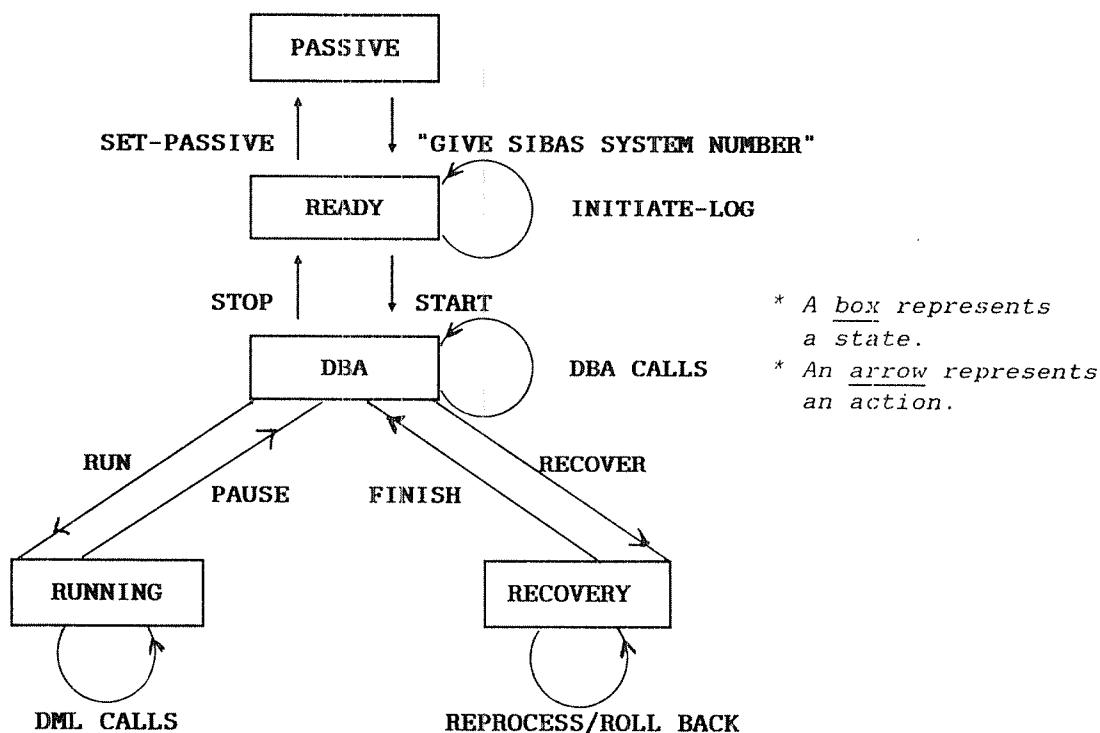 PASSIVE
SET-PASSIVE
"GIVE SIBAS SYSTEM NUMBER"
READY
INITIATE-LOG
STOP
START
* A box represents
a state.
DBA
DBA CALLS
* An arrow represents
an action.
RUN
RECOVER
PAUSE
FINISH
RUNNING
RECOVERY
DML CALLS
REPROCESS/ROLL BACK